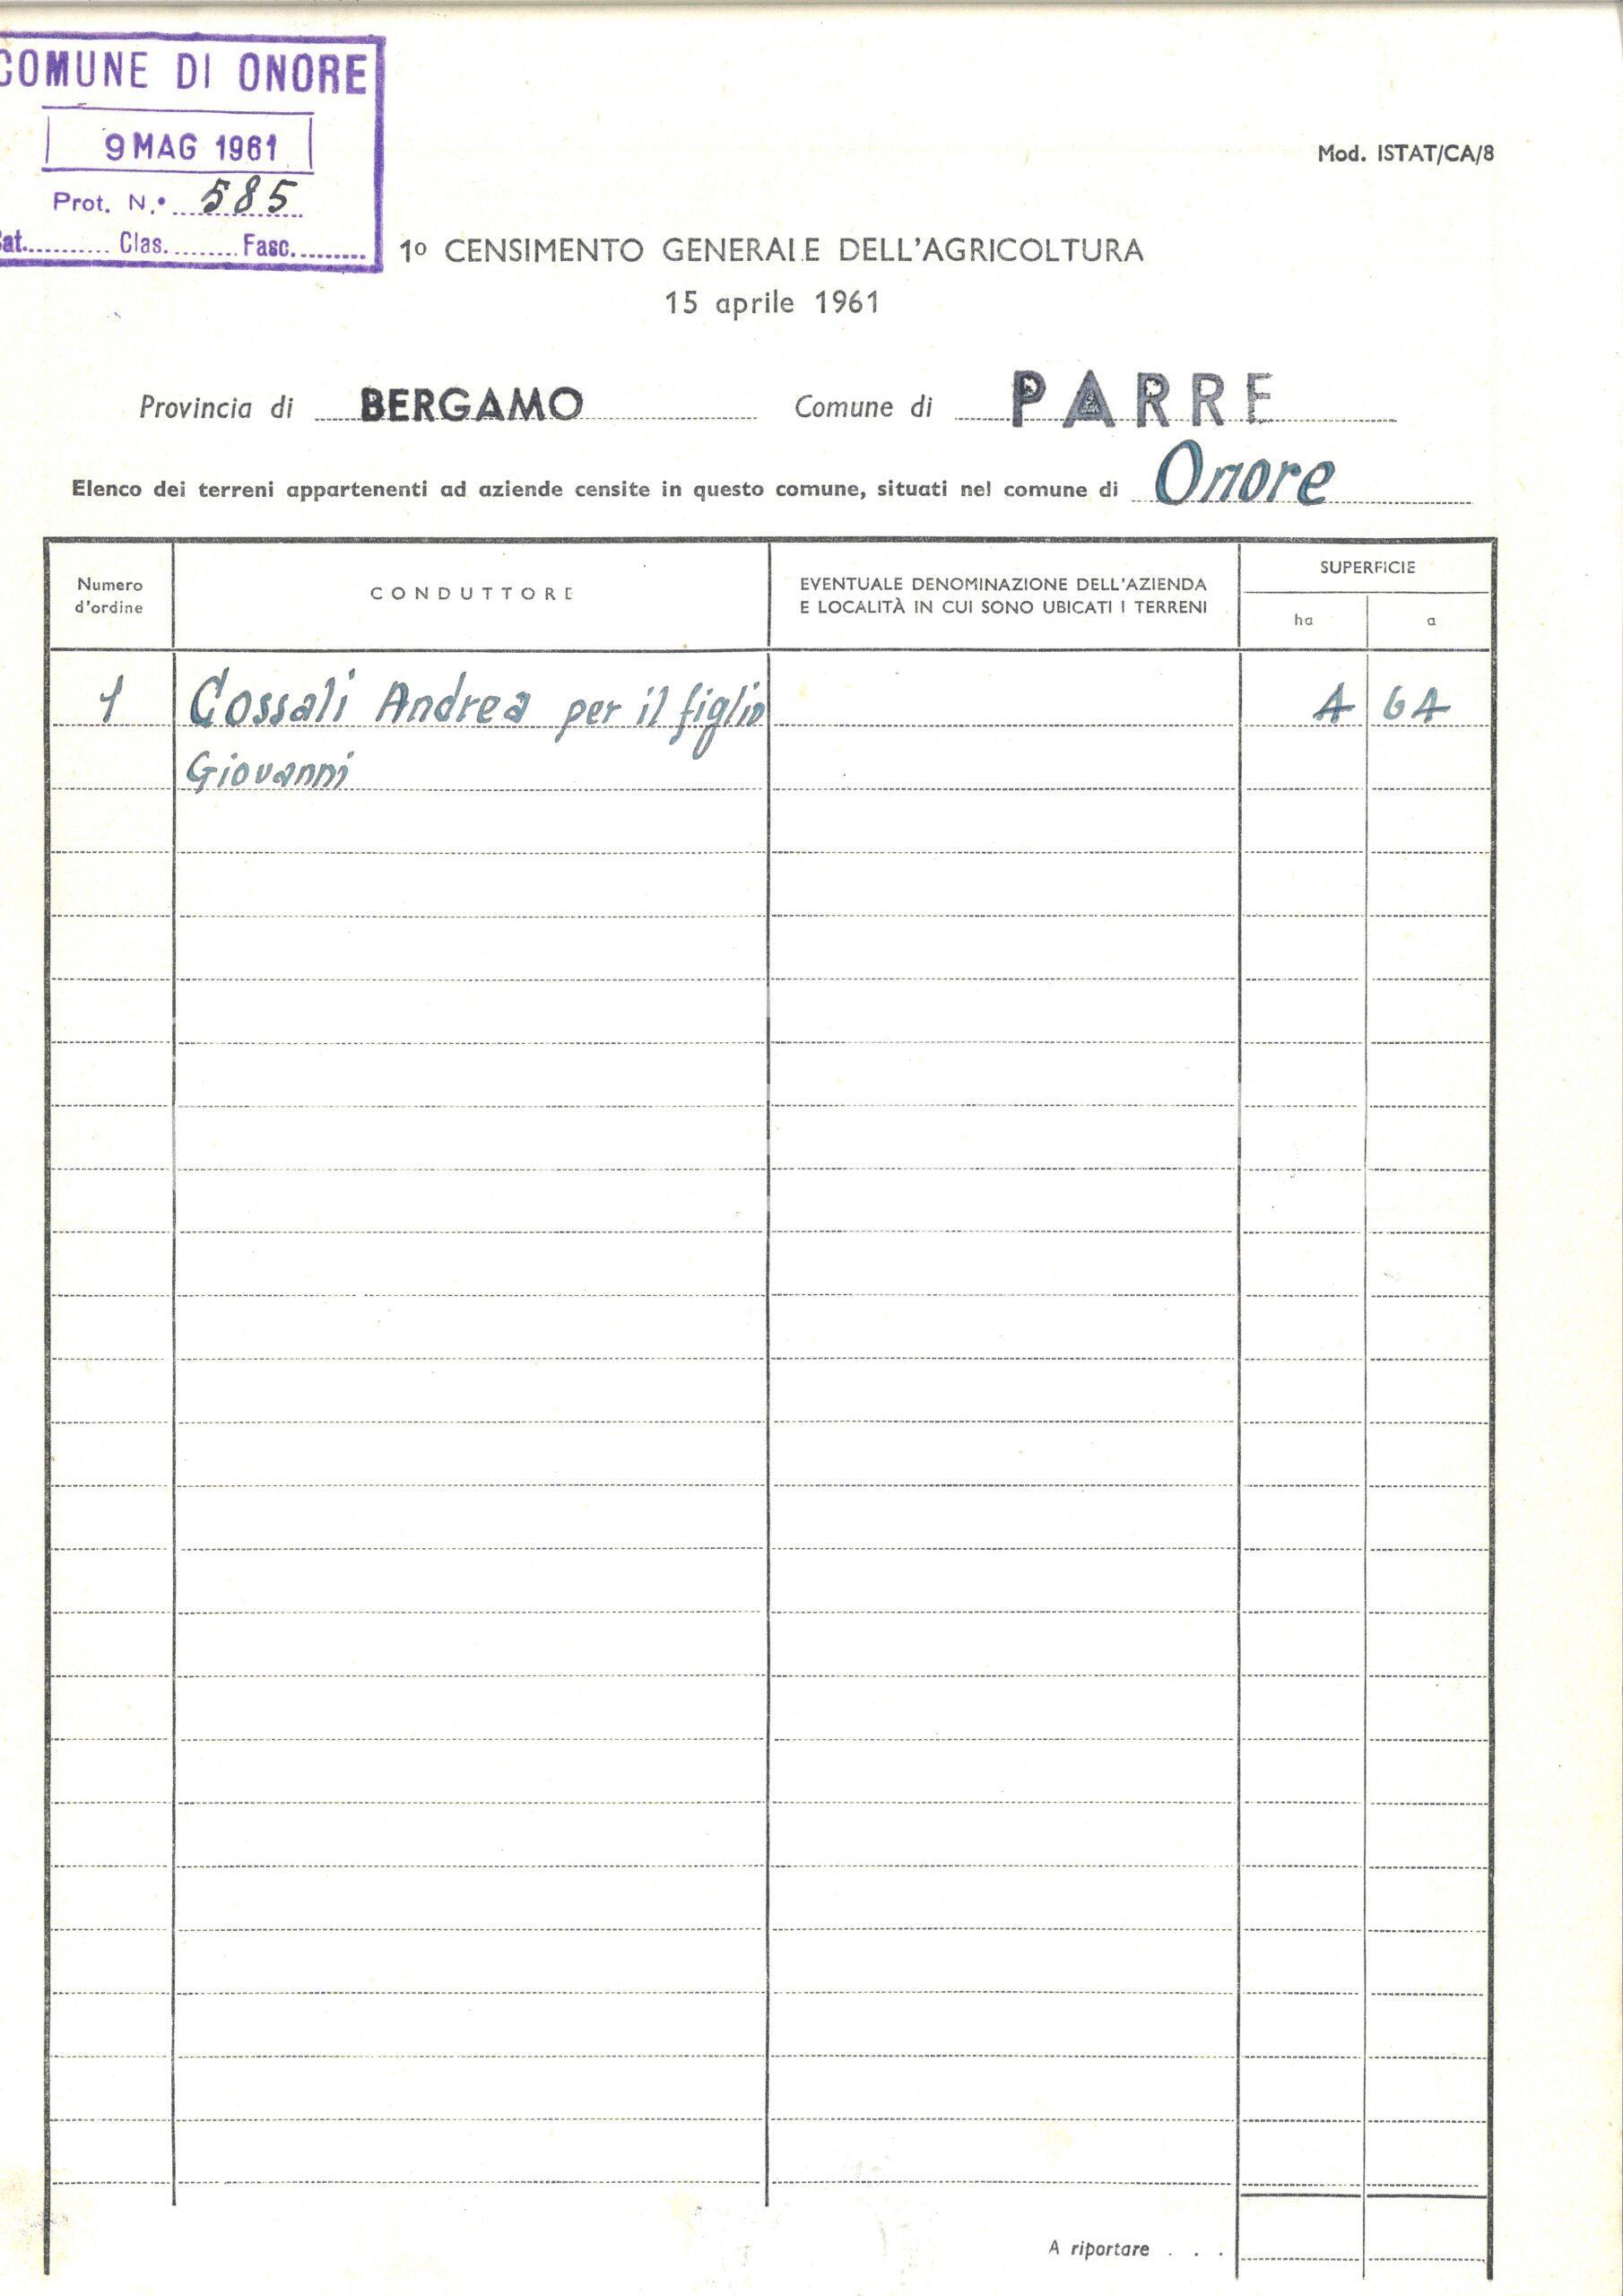 COMUNE DI ONORE
9 MAG 1961
Prot. N.° 585
at. Clas. Fasc.
Mod. ISTAT/CA/8
1º CENSIMENTO GENERALE DELL'AGRICOLTURA
15 aprile 1961
Provincia di BERGAMO Comune di PARRE
Elenco dei terreni appartenenti ad aziende censite in questo comune, situati nel comune di Onore
Numero d'ordine
CONDUTTORE
EVENTUALE DENOMINAZIONE DELL'AZIENDA
E LOCALITÀ IN CUI SONO UBICATI I TERRENI
SUPERFICIE
ha a
1 Cossali Andrea per il figlio 4 64
Giovanni
A riportare . . .